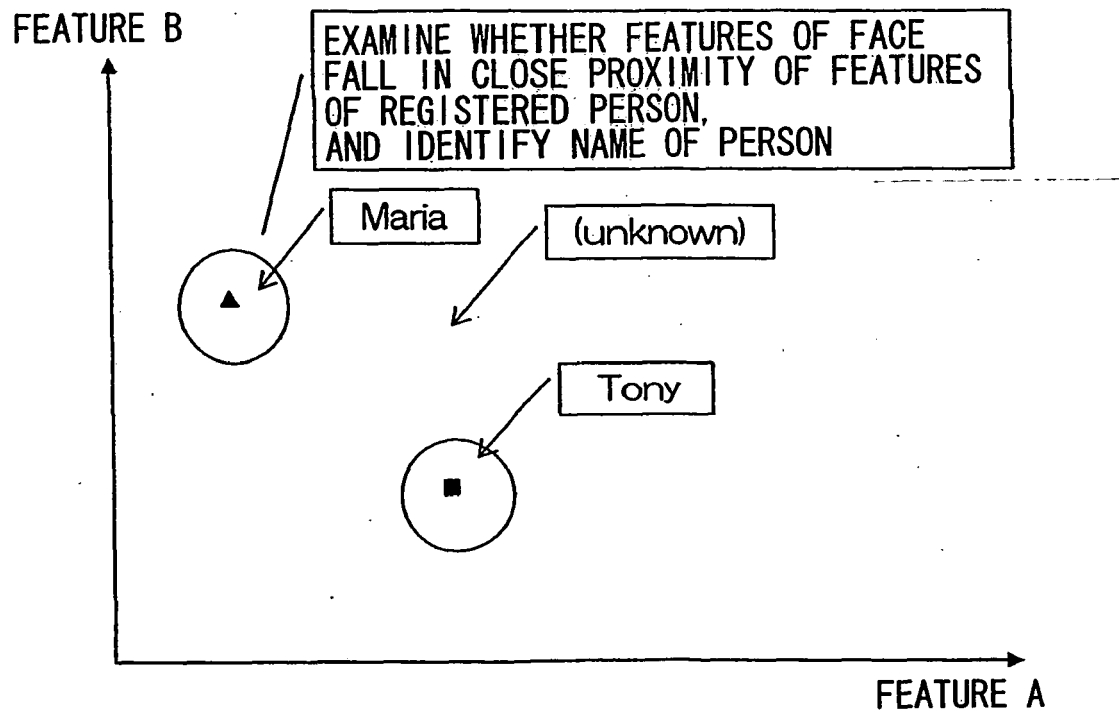 FEATURE B
EXAMINE WHETHER FEATURES OF FACE
FALL IN CLOSE PROXIMITY OF FEATURES
OF REGISTERED PERSON,
AND IDENTIFY NAME OF PERSON
Maria
(unknown)
Tony
FEATURE A